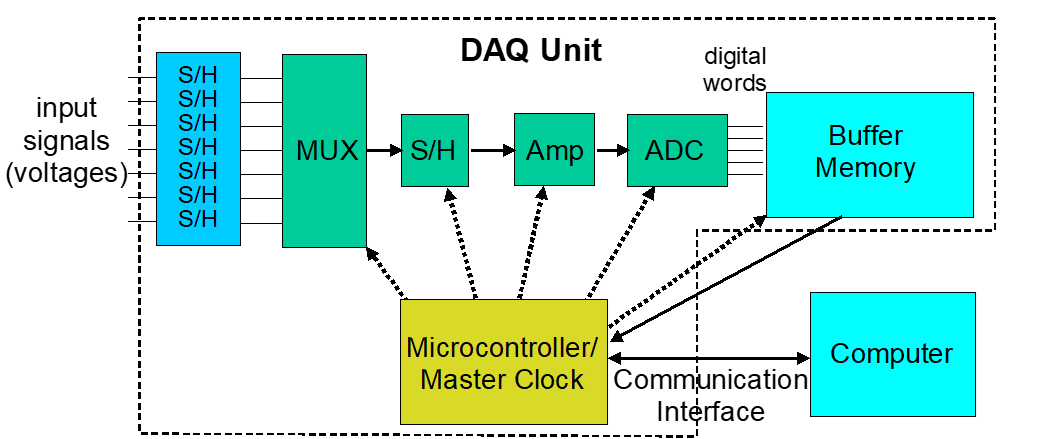 DAQ Unit
input
signals
(voltages)
S/H
S/H
S/H
S/H
S/H
S/H
S/H
MUX
S/H
Amp
ADC
digital
words
Buffer
Memory
Microcontroller/
Master Clock
Communication
Interface
Computer